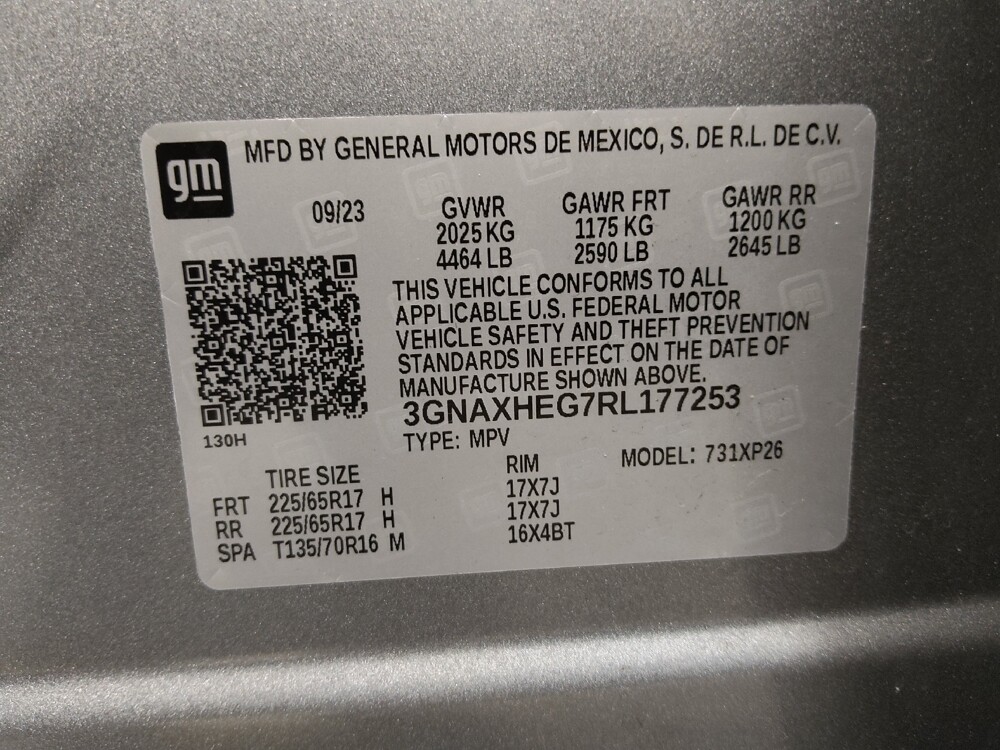 gm
MFD BY GENERAL MOTORS DE MEXICO, S. DE R.L. DE C.V.
09/23 GVWR GAWR FRT GAWR RR
2025 KG 1175 KG 1200 KG
4464 LB 2590 LB 2645 LB
THIS VEHICLE CONFORMS TO ALL
APPLICABLE U.S. FEDERAL MOTOR
VEHICLE SAFETY AND THEFT PREVENTION
STANDARDS IN EFFECT ON THE DATE OF
MANUFACTURE SHOWN ABOVE.
3GNAXHEG7RL177253
130H
TYPE: MPV MODEL: 731XP26
TIRE SIZE RIM
FRT 225/65R17 H 17X7J
RR 225/65R17 H 17X7J
SPA T135/70R16 M 16X4BT